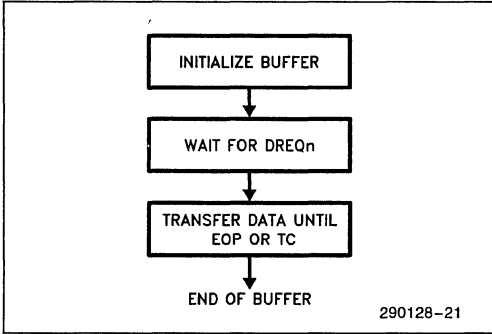 INITIALIZE BUFFER
WAIT FOR DREQn
TRANSFER DATA UNTIL
EOP OR TC
END OF BUFFER
290128-21